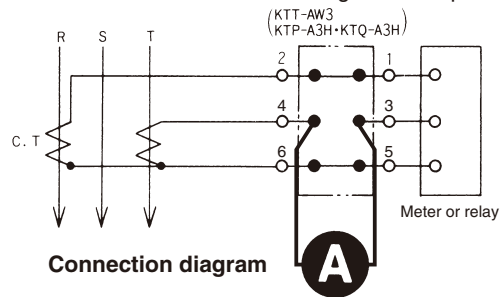 (KTT-AW3
KTP-A3H・KTQ-A3H)
R S T
2 1
4 3
C.T
6 5
Meter or relay
Connection diagram
A